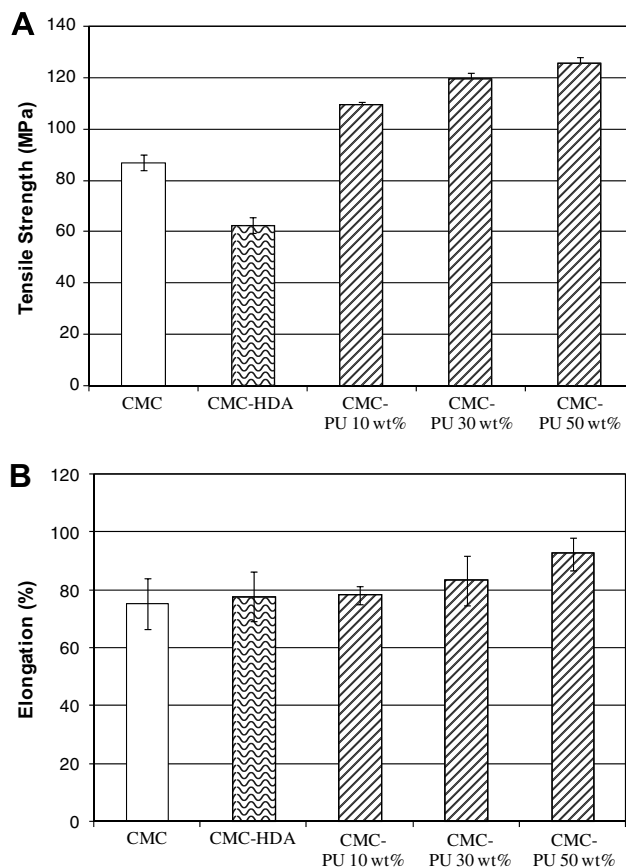 A
Tensile Strength (MPa)
140
120
100
80
60
40
20
0
CMC
CMC-HDA
CMC-
PU 10 wt%
CMC-
PU 30 wt%
CMC-
PU 50 wt%
B
Elongation (%)
120
100
80
60
40
20
0
CMC
CMC-HDA
CMC-
PU 10 wt%
CMC-
PU 30 wt%
CMC-
PU 50 wt%